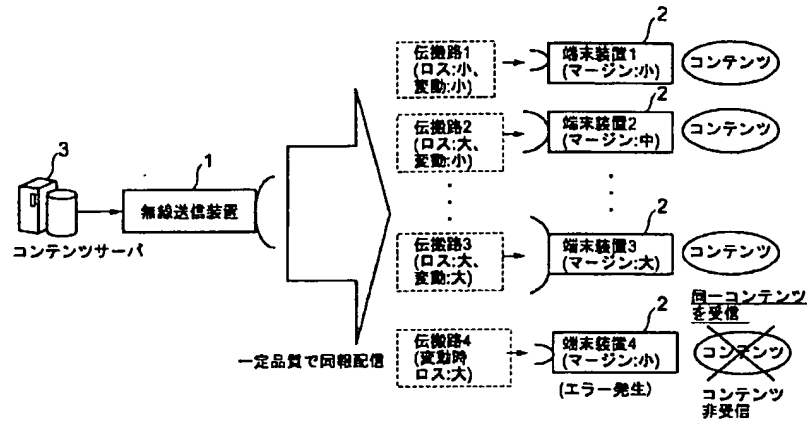 3
コンテンツサーバ
1
無線送信装置
一定品質で同報配信
伝搬路1
(ロス:小、
変動:小)
2
端末装置1
(マージン:小)
コンテンツ
伝搬路2
(ロス:大、
変動:小)
2
端末装置2
(マージン:中)
コンテンツ
伝搬路3
(ロス:大、
変動:大)
2
端末装置3
(マージン:大)
コンテンツ
同一コンテンツ
を受信
伝搬路4
(変動時
ロス:大)
2
端末装置4
(マージン:小)
(エラー発生)
コンテンツ
コンテンツ
非受信